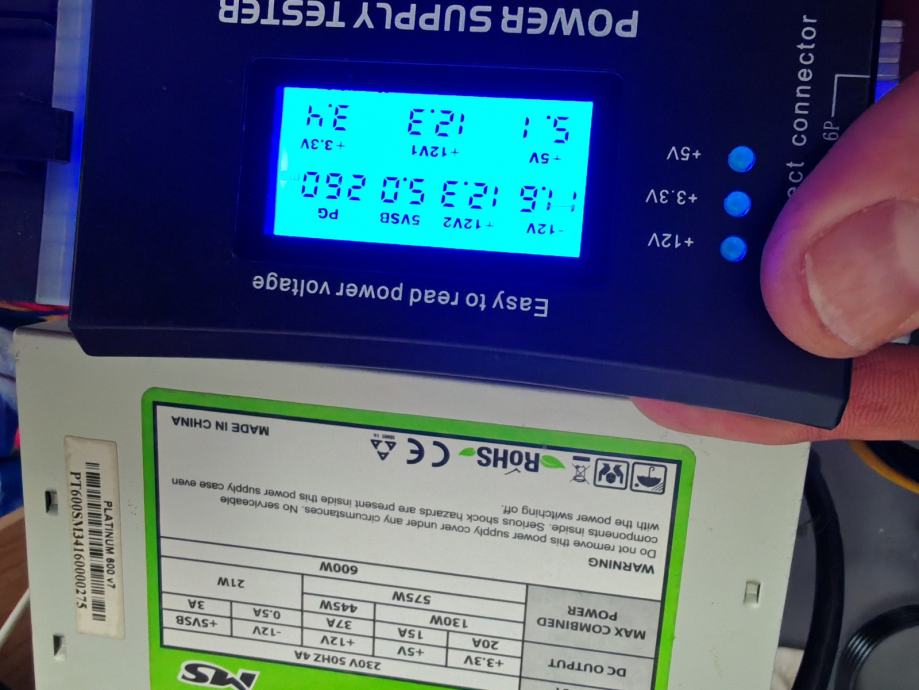 MS
230V 50HZ 4A
DC OUTPUT +3.3V +5V +12V -12V +5VSB
20A 15A 37A 0.5A 3A
MAX COMBINED POWER
130W 445W
575W 21W
600W
WARNING
Do not remove this power supply cover under any circumstances. No serviceable
components inside. Serious shock hazards are present inside this power supply case even
with the power switching off.
RoHS CE
MADE IN CHINA
PLATINUM 600 V7
PT600SM34160000275
Easy to read power voltage
-12V +12V2 5VSB PG
11.6 12.3 5.0 260
+5V +12V1 +3.3V
5.1 12.3 3.4
+12V
+3.3V
+5V
POWER SUPPLY TESTER
connector
6P